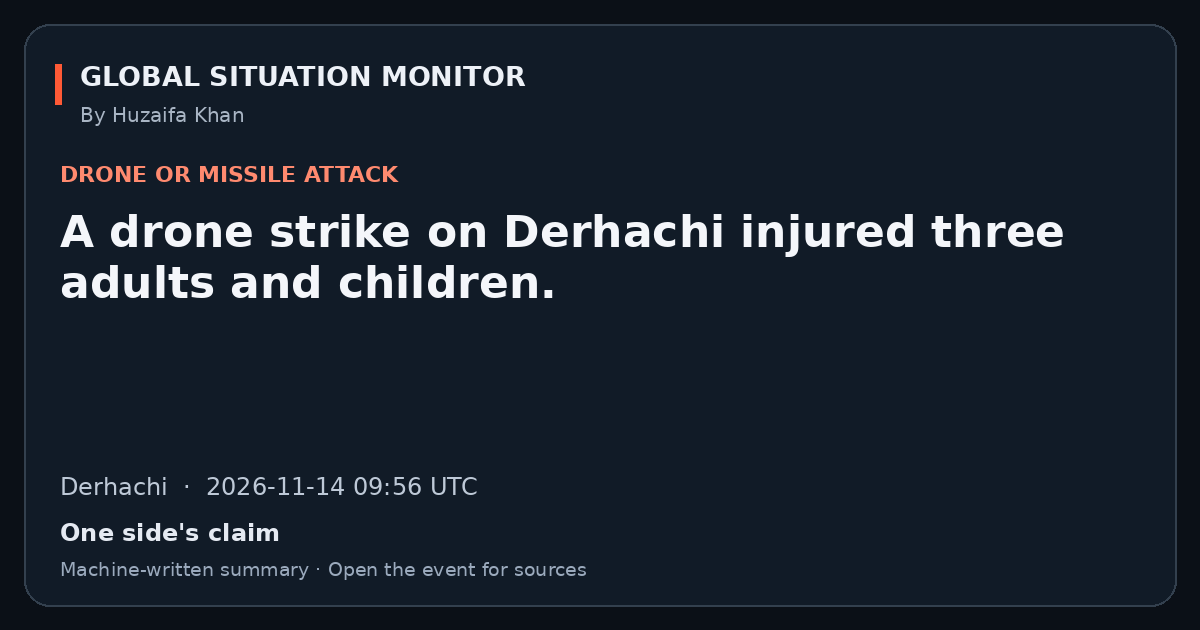 GLOBAL SITUATION MONITOR
By Huzaifa Khan
DRONE OR MISSILE ATTACK
A drone strike on Derhachi injured three
adults and children.
Derhachi · 2026-11-14 09:56 UTC
One side's claim
Machine-written summary · Open the event for sources